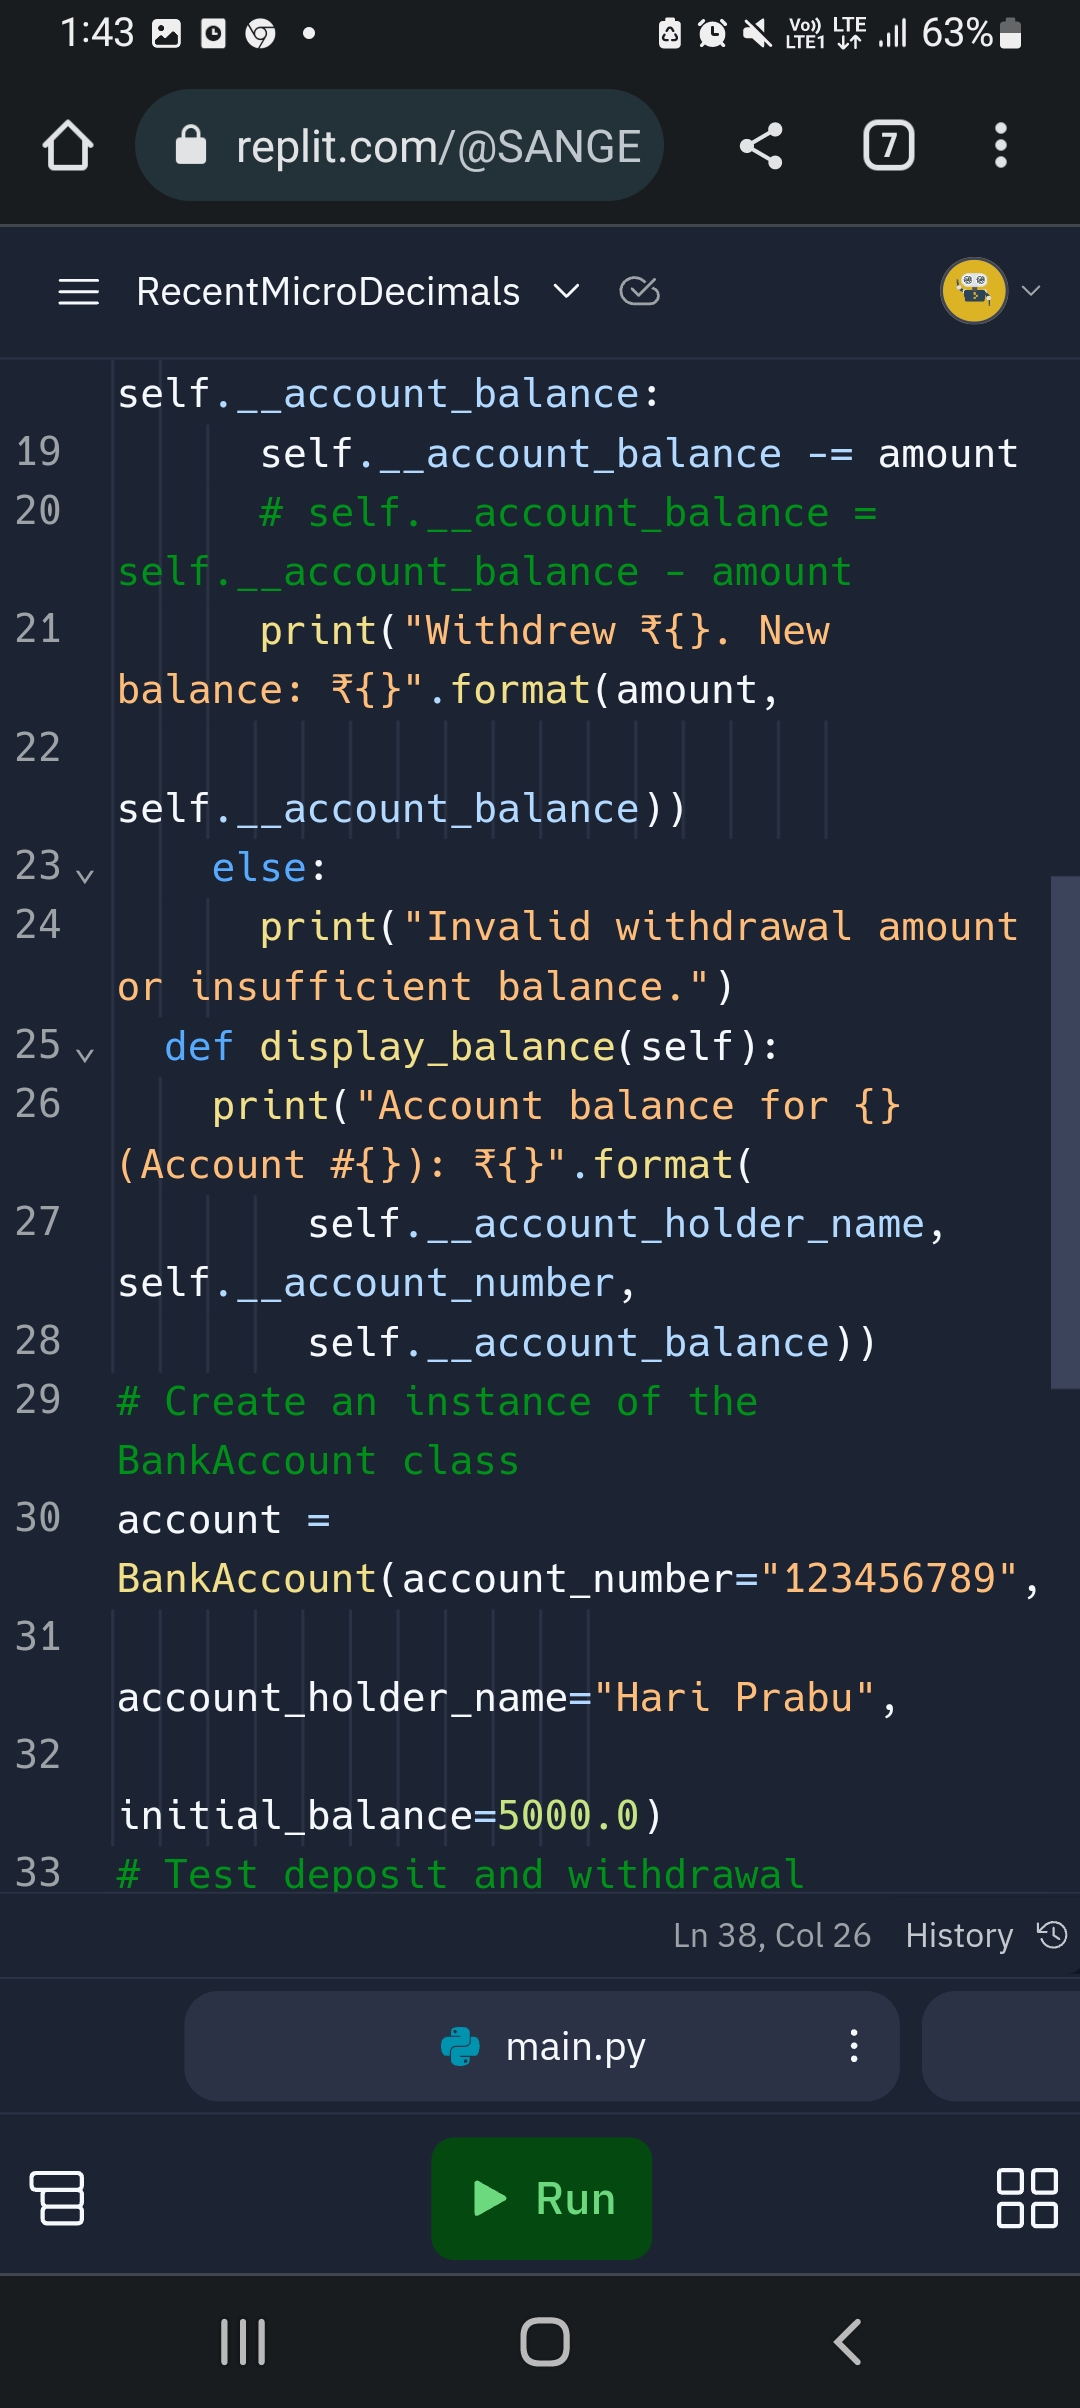 1:43
Vo)) LTE1 LTE 63%
replit.com/@SANGE
7
RecentMicroDecimals
self.__account_balance:
19 self.__account_balance -= amount
20 # self.__account_balance =
self.__account_balance - amount
21 print("Withdrew ₹{}. New
balance: ₹{}".format(amount,
22
self.__account_balance))
23 else:
24 print("Invalid withdrawal amount
or insufficient balance.")
25 def display_balance(self):
26 print("Account balance for {}
(Account #{}): ₹{}".format(
27 self.__account_holder_name,
self.__account_number,
28 self.__account_balance))
29 # Create an instance of the
BankAccount class
30 account =
BankAccount(account_number="123456789",
31
account_holder_name="Hari Prabu",
32
initial_balance=5000.0)
33 # Test deposit and withdrawal
Ln 38, Col 26 History
main.py
Run